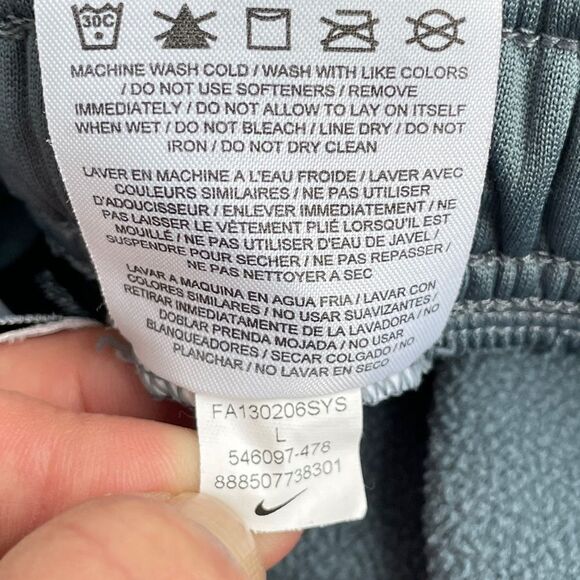 30C
MACHINE WASH COLD / WASH WITH LIKE COLORS
/ DO NOT USE SOFTENERS / REMOVE
IMMEDIATELY / DO NOT ALLOW TO LAY ON ITSELF
WHEN WET / DO NOT BLEACH / LINE DRY / DO NOT
IRON / DO NOT DRY CLEAN
LAVER EN MACHINE A L'EAU FROIDE / LAVER AVEC
COULEURS SIMILAIRES / NE PAS UTILISER
D'ADOUCISSEUR / ENLEVER IMMEDIATEMENT / NE
PAS LAISSER LE VÊTEMENT PLIÉ LORSQU'IL EST
MOUILLÉ / NE PAS UTILISER D'EAU DE JAVEL /
SUSPENDRE POUR SECHER / NE PAS REPASSER /
NE PAS NETTOYER A SEC
LAVAR A MAQUINA EN AGUA FRIA / LAVAR CON
COLORES SIMILARES / NO USAR SUAVIZANTES /
RETIRAR INMEDIATAMENTE DE LA LAVADORA / NO
DOBLAR PRENDA MOJADA / NO USAR
BLANQUEADORES / SECAR COLGADO / NO
PLANCHAR / NO LAVAR EN SECO
FA130206SYS
L
546097-478
888507738301